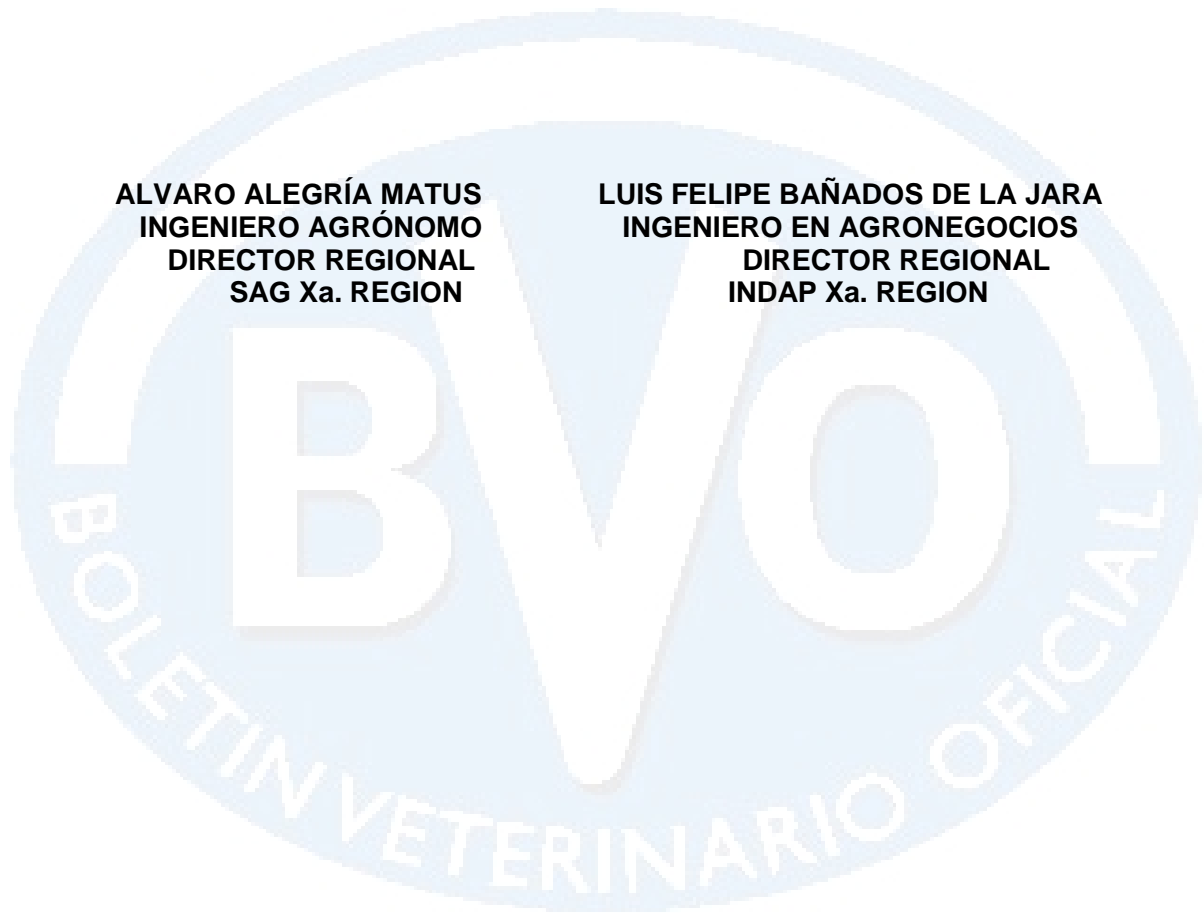 ALVARO ALEGRÍA MATUS
INGENIERO AGRÓNOMO
DIRECTOR REGIONAL
SAG Xa. REGION
LUIS FELIPE BAÑADOS DE LA JARA
INGENIERO EN AGRONEGOCIOS
DIRECTOR REGIONAL
INDAP Xa. REGION
BVO
BOLETIN VETERINARIO OFICIAL